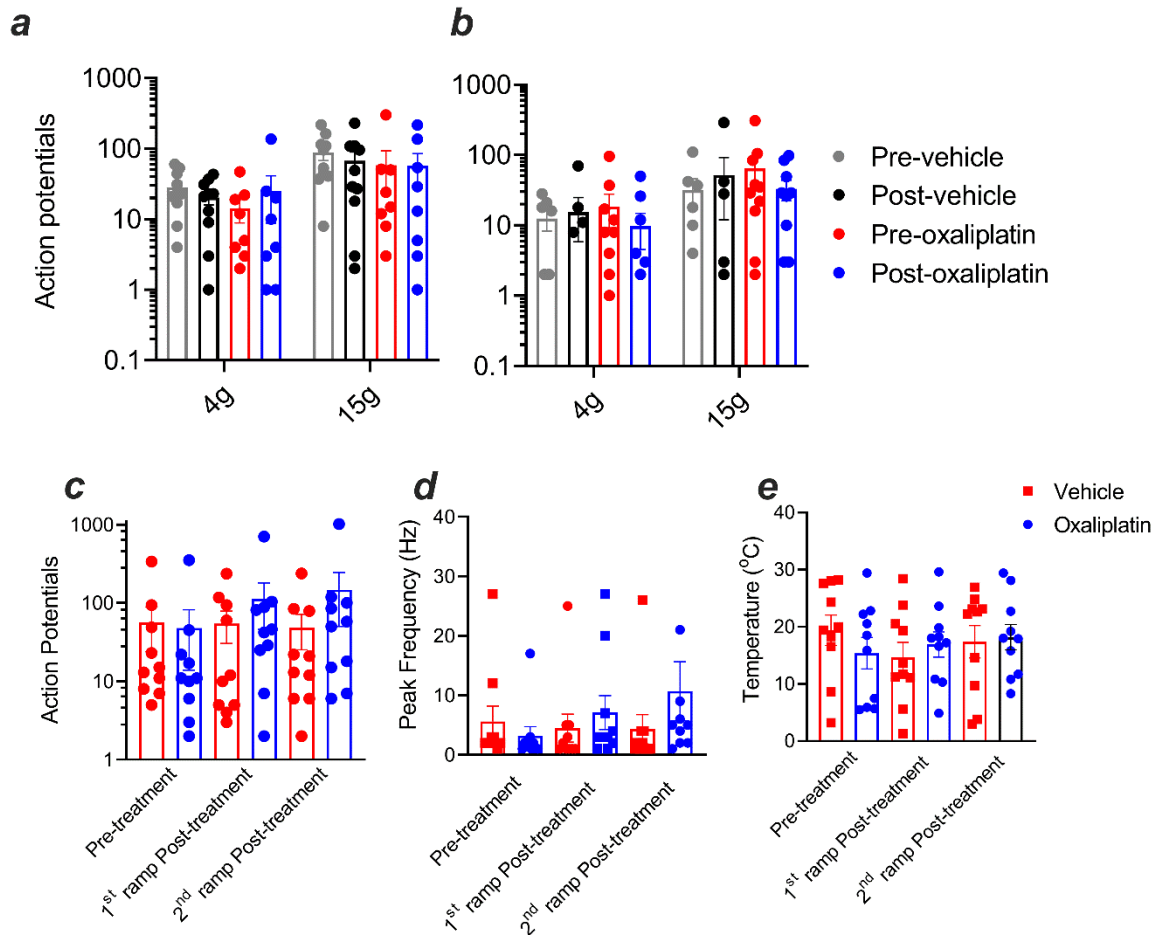 a
b
Action potentials
1000
100
10
1
0.1
4g
15g
1000
100
10
1
0.1
4g
15g
Pre-vehicle
Post-vehicle
Pre-oxaliplatin
Post-oxaliplatin
c
Action Potentials
1000
100
10
1
Pre-treatment
1st ramp Post-treatment
2nd ramp Post-treatment
d
Peak Frequency (Hz)
40
30
20
10
0
Pre-treatment
1st ramp Post-treatment
2nd ramp Post-treatment
e
Temperature (°C)
40
30
20
10
0
Pre-treatment
1st ramp Post-treatment
2nd ramp Post-treatment
Vehicle
Oxaliplatin